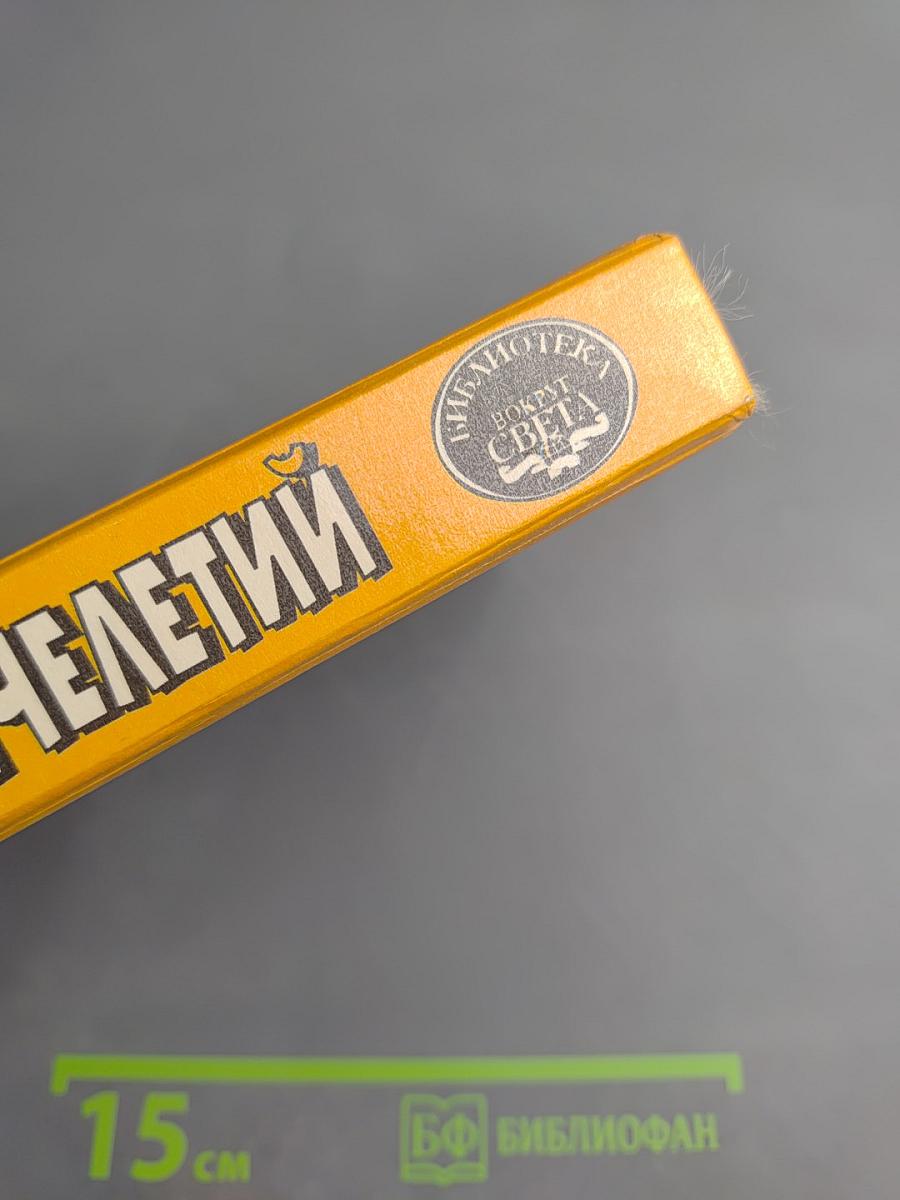 ЧЕЛЕТИЙ
БИБЛИОТЕКА
ВОКРУГ
СВЕТА
15 см
БФ БИБЛИОФАН